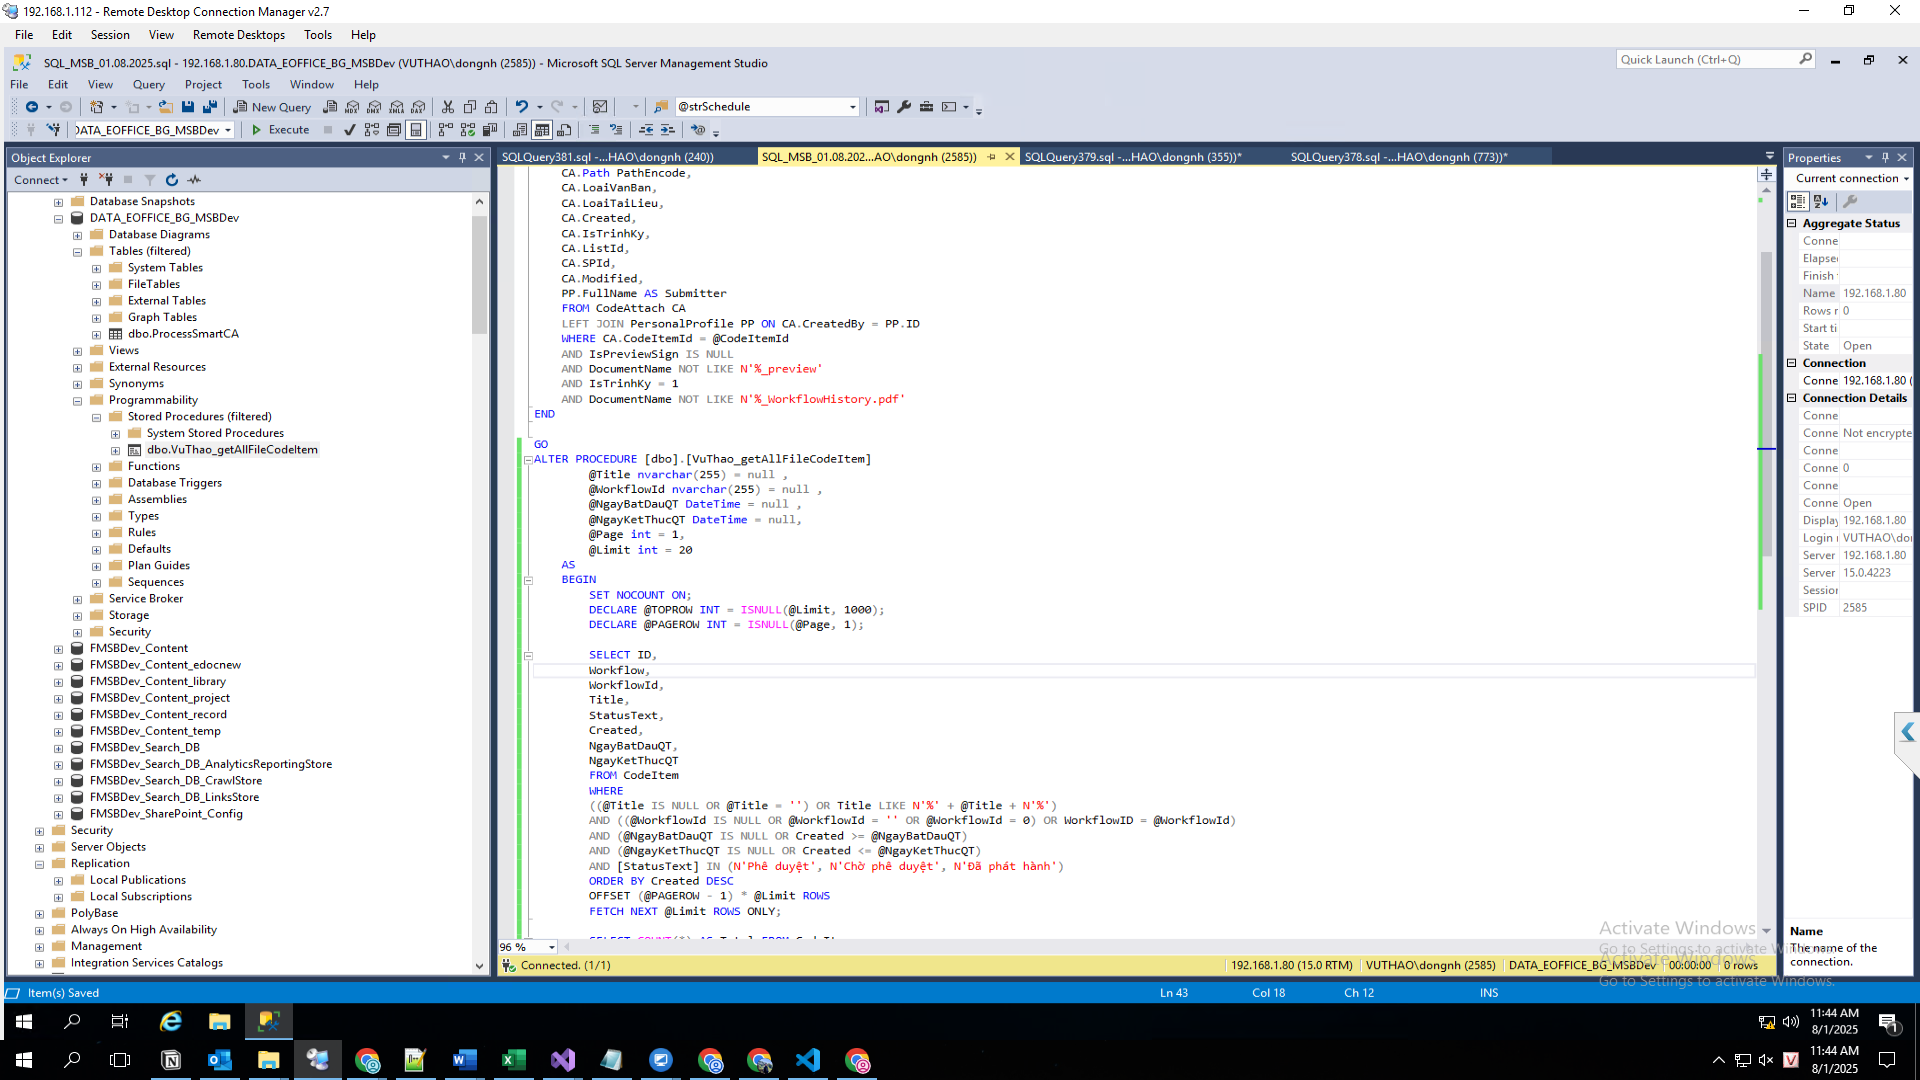 192.168.1.112 - Remote Desktop Connection Manager v2.7
File Edit Session View Remote Desktops Tools Help
SQL_MSB_01.08.2025.sql - 192.168.1.80.DATA_EOFFICE_BG_MSBDev (VUTHAO\dongnh (2585)) - Microsoft SQL Server Management Studio
Quick Launch (Ctrl+Q)
File Edit View Query Project Tools Window Help
New Query @strSchedule
DATA_EOFFICE_BG_MSBDev Execute
Object Explorer
Connect
Database Snapshots
DATA_EOFFICE_BG_MSBDev
Database Diagrams
Tables (filtered)
System Tables
FileTables
External Tables
Graph Tables
dbo.ProcessSmartCA
Views
External Resources
Synonyms
Programmability
Stored Procedures (filtered)
System Stored Procedures
dbo.VuThao_getAllFileCodeItem
Functions
Database Triggers
Assemblies
Types
Rules
Defaults
Plan Guides
Sequences
Service Broker
Storage
Security
FMSBDev_Content
FMSBDev_Content_edocnew
FMSBDev_Content_library
FMSBDev_Content_project
FMSBDev_Content_record
FMSBDev_Content_temp
FMSBDev_Search_DB
FMSBDev_Search_DB_AnalyticsReportingStore
FMSBDev_Search_DB_CrawlStore
FMSBDev_Search_DB_LinksStore
FMSBDev_SharePoint_Config
Security
Server Objects
Replication
Local Publications
Local Subscriptions
PolyBase
Always On High Availability
Management
Integration Services Catalogs
SQLQuery381.sql -...HAO\dongnh (240)) SQL_MSB_01.08.202...AO\dongnh (2585)) SQLQuery379.sql -...HAO\dongnh (355))* SQLQuery378.sql -...HAO\dongnh (773))*
CA.Path PathEncode,
CA.LoaiVanBan,
CA.LoaiTaiLieu,
CA.Created,
CA.IsTrinhKy,
CA.ListId,
CA.SPId,
CA.Modified,
PP.FullName AS Submitter
FROM CodeAttach CA
LEFT JOIN PersonalProfile PP ON CA.CreatedBy = PP.ID
WHERE CA.CodeItemId = @CodeItemId
AND IsPreviewSign IS NULL
AND DocumentName NOT LIKE N'%_preview'
AND IsTrinhKy = 1
AND DocumentName NOT LIKE N'%_WorkflowHistory.pdf'
END
GO
ALTER PROCEDURE [dbo].[VuThao_getAllFileCodeItem]
@Title nvarchar(255) = null ,
@WorkflowId nvarchar(255) = null ,
@NgayBatDauQT DateTime = null ,
@NgayKetThucQT DateTime = null,
@Page int = 1,
@Limit int = 20
AS
BEGIN
SET NOCOUNT ON;
DECLARE @TOPROW INT = ISNULL(@Limit, 1000);
DECLARE @PAGEROW INT = ISNULL(@Page, 1);
SELECT ID,
Workflow,
WorkflowId,
Title,
StatusText,
Created,
NgayBatDauQT,
NgayKetThucQT
FROM CodeItem
WHERE
((@Title IS NULL OR @Title = '') OR Title LIKE N'%' + @Title + N'%')
AND ((@WorkflowId IS NULL OR @WorkflowId = '' OR @WorkflowId = 0) OR WorkflowID = @WorkflowId)
AND (@NgayBatDauQT IS NULL OR Created >= @NgayBatDauQT)
AND (@NgayKetThucQT IS NULL OR Created <= @NgayKetThucQT)
AND [StatusText] IN (N'Phê duyệt', N'Chờ phê duyệt', N'Đã phát hành')
ORDER BY Created DESC
OFFSET (@PAGEROW - 1) * @Limit ROWS
FETCH NEXT @Limit ROWS ONLY;
96 %
Connected. (1/1) 192.168.1.80 (15.0 RTM) VUTHAO\dongnh (2585) DATA_EOFFICE_BG_MSBDev 00:00:00 0 rows
Properties
Current connection
Aggregate Status
Conne
Elapse
Finish
Name 192.168.1.80
Rows r 0
Start ti
State Open
Connection
Conne 192.168.1.80 (
Connection Details
Conne
Conne Not encrypte
Conne
Conne 0
Conne
Conne Open
Display 192.168.1.80
Login VUTHAO\do
Server 192.168.1.80
Server 15.0.4223
Session
SPID 2585
Name
The name of the connection.
Activate Windows
Go to Settings to activate Windows.
Activate Windows
Go to Settings to activate Windows.
Item(s) Saved Ln 43 Col 18 Ch 12 INS
11:44 AM
8/1/2025
1
11:44 AM
8/1/2025